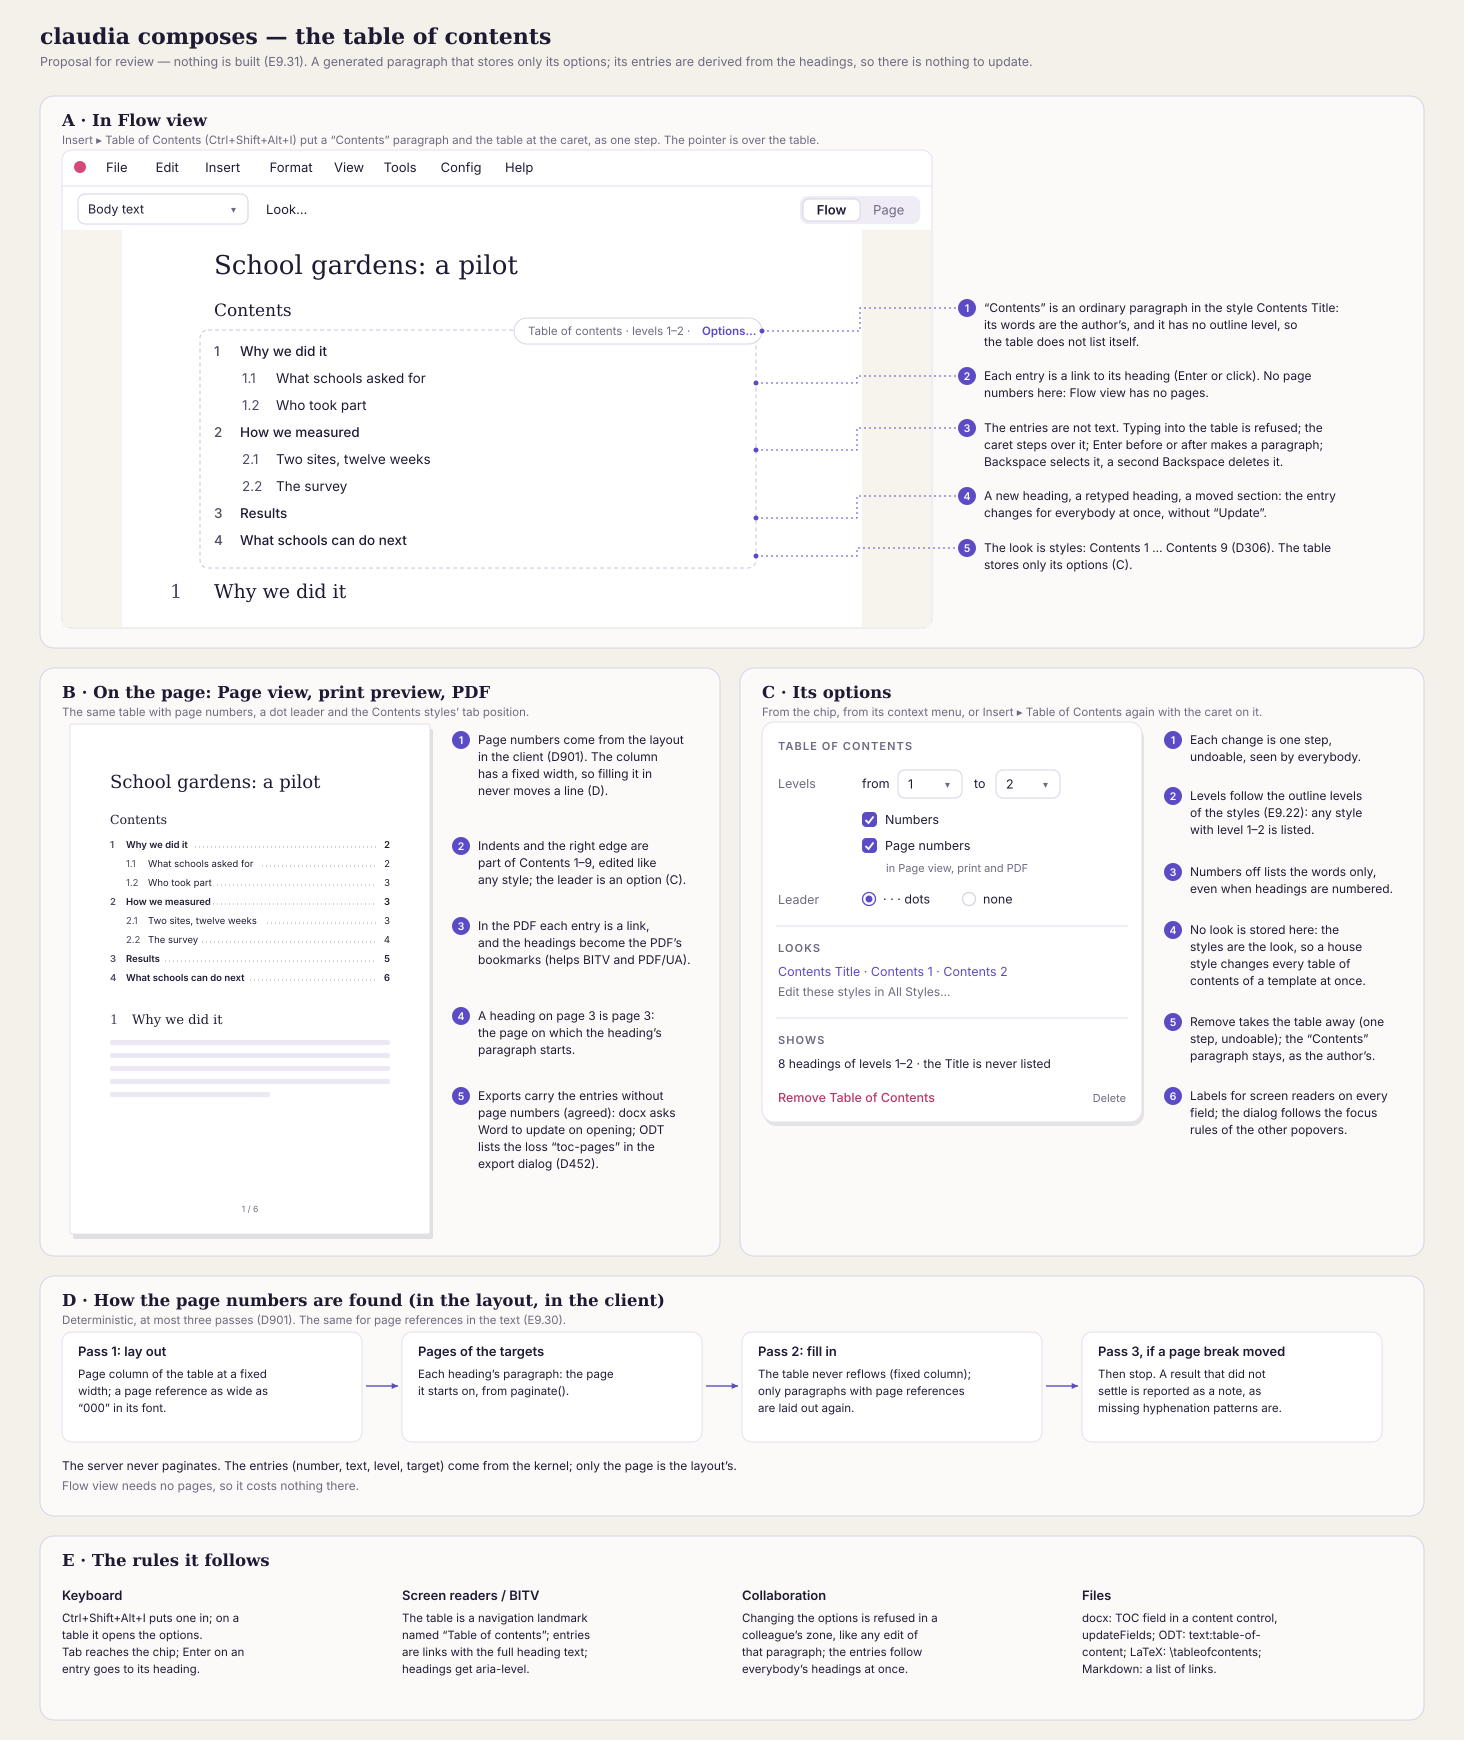 claudia composes — the table of contents
Proposal for review — nothing is built (E9.31). A generated paragraph that stores only its options; its entries are derived from the headings, so there is nothing to update.
A · In Flow view
Insert ▸ Table of Contents (Ctrl+Shift+Alt+I) put a “Contents” paragraph and the table at the caret, as one step. The pointer is over the table.
File Edit Insert Format View Tools Config Help
Body text ▾ Look... Flow Page
School gardens: a pilot
Contents
Table of contents · levels 1–2 · Options...
1 Why we did it
1.1 What schools asked for
1.2 Who took part
2 How we measured
2.1 Two sites, twelve weeks
2.2 The survey
3 Results
4 What schools can do next
1 Why we did it
1 “Contents” is an ordinary paragraph in the style Contents Title:
its words are the author’s, and it has no outline level, so
the table does not list itself.
2 Each entry is a link to its heading (Enter or click). No page
numbers here: Flow view has no pages.
3 The entries are not text. Typing into the table is refused; the
caret steps over it; Enter before or after makes a paragraph;
Backspace selects it, a second Backspace deletes it.
4 A new heading, a retyped heading, a moved section: the entry
changes for everybody at once, without “Update”.
5 The look is styles: Contents 1 ... Contents 9 (D306). The table
stores only its options (C).
B · On the page: Page view, print preview, PDF
The same table with page numbers, a dot leader and the Contents styles’ tab position.
School gardens: a pilot
Contents
1 Why we did it 2
1.1 What schools asked for 2
1.2 Who took part 3
2 How we measured 3
2.1 Two sites, twelve weeks 3
2.2 The survey 4
3 Results 5
4 What schools can do next 6
1 Why we did it
1 / 6
1 Page numbers come from the layout
in the client (D901). The column
has a fixed width, so filling it in
never moves a line (D).
2 Indents and the right edge are
part of Contents 1–9, edited like
any style; the leader is an option (C).
3 In the PDF each entry is a link,
and the headings become the PDF’s
bookmarks (helps BITV and PDF/UA).
4 A heading on page 3 is page 3:
the page on which the heading’s
paragraph starts.
5 Exports carry the entries without
page numbers (agreed): docx asks
Word to update on opening; ODT
lists the loss “toc-pages” in the
export dialog (D452).
C · Its options
From the chip, from its context menu, or Insert ▸ Table of Contents again with the caret on it.
TABLE OF CONTENTS
Levels from 1 ▾ to 2 ▾
Numbers
Page numbers
in Page view, print and PDF
Leader · · · dots none
LOOKS
Contents Title · Contents 1 · Contents 2
Edit these styles in All Styles...
SHOWS
8 headings of levels 1–2 · the Title is never listed
Remove Table of Contents Delete
1 Each change is one step,
undoable, seen by everybody.
2 Levels follow the outline levels
of the styles (E9.22): any style
with level 1–2 is listed.
3 Numbers off lists the words only,
even when headings are numbered.
4 No look is stored here: the
styles are the look, so a house
style changes every table of
contents of a template at once.
5 Remove takes the table away (one
step, undoable); the “Contents”
paragraph stays, as the author’s.
6 Labels for screen readers on every
field; the dialog follows the focus
rules of the other popovers.
D · How the page numbers are found (in the layout, in the client)
Deterministic, at most three passes (D901). The same for page references in the text (E9.30).
Pass 1: lay out
Page column of the table at a fixed
width; a page reference as wide as
“000” in its font.
Pages of the targets
Each heading’s paragraph: the page
it starts on, from paginate().
Pass 2: fill in
The table never reflows (fixed column);
only paragraphs with page references
are laid out again.
Pass 3, if a page break moved
Then stop. A result that did not
settle is reported as a note, as
missing hyphenation patterns are.
The server never paginates. The entries (number, text, level, target) come from the kernel; only the page is the layout’s.
Flow view needs no pages, so it costs nothing there.
E · The rules it follows
Keyboard
Ctrl+Shift+Alt+I puts one in; on a
table it opens the options.
Tab reaches the chip; Enter on an
entry goes to its heading.
Screen readers / BITV
The table is a navigation landmark
named “Table of contents”; entries
are links with the full heading text;
headings get aria-level.
Collaboration
Changing the options is refused in a
colleague’s zone, like any edit of
that paragraph; the entries follow
everybody’s headings at once.
Files
docx: TOC field in a content control,
updateFields; ODT: text:table-of-
content; LaTeX: \tableofcontents;
Markdown: a list of links.